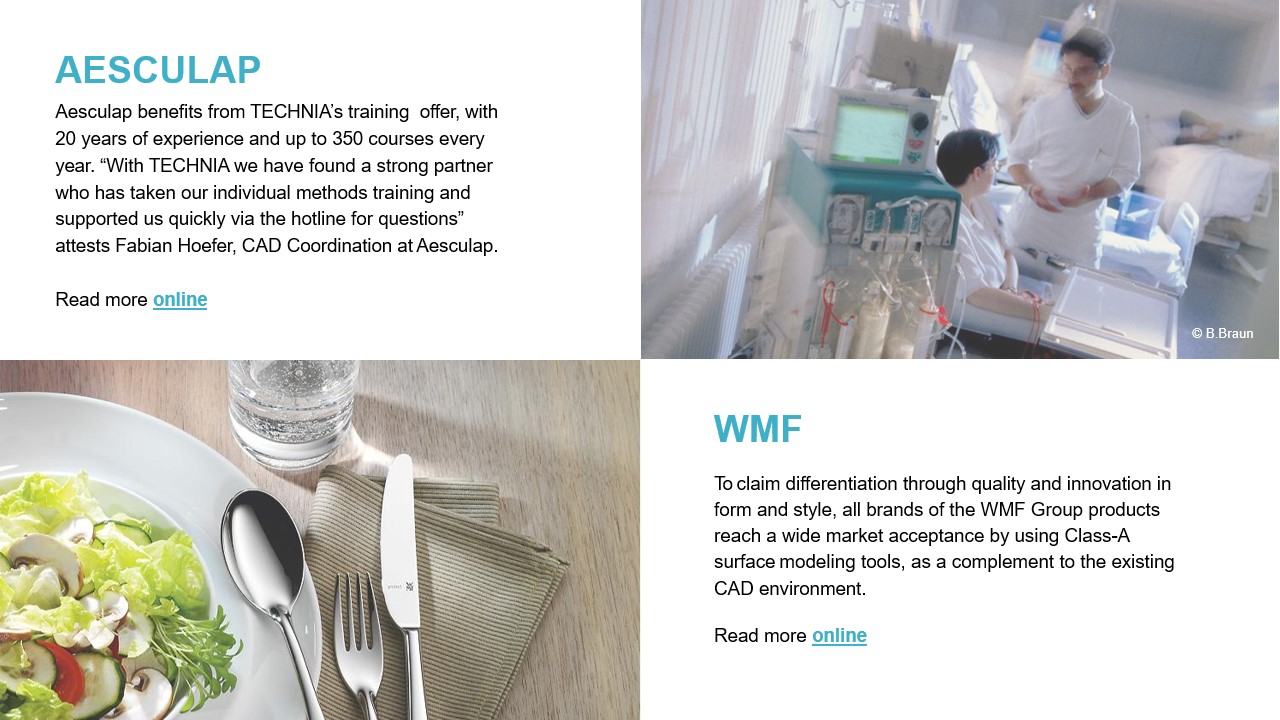 AESCULAP
Aesculap benefits from TECHNIA's training offer, with
20 years of experience and up to 350 courses every
year. “With TECHNIA we have found a strong partner
who has taken our individual methods training and
supported us quickly via the hotline for questions”
attests Fabian Hoefer, CAD Coordination at Aesculap.
Read more online
© B.Braun
WMF
To claim differentiation through quality and innovation in
form and style, all brands of the WMF Group products
reach a wide market acceptance by using Class-A
surface modeling tools, as a complement to the existing
CAD environment.
Read more online